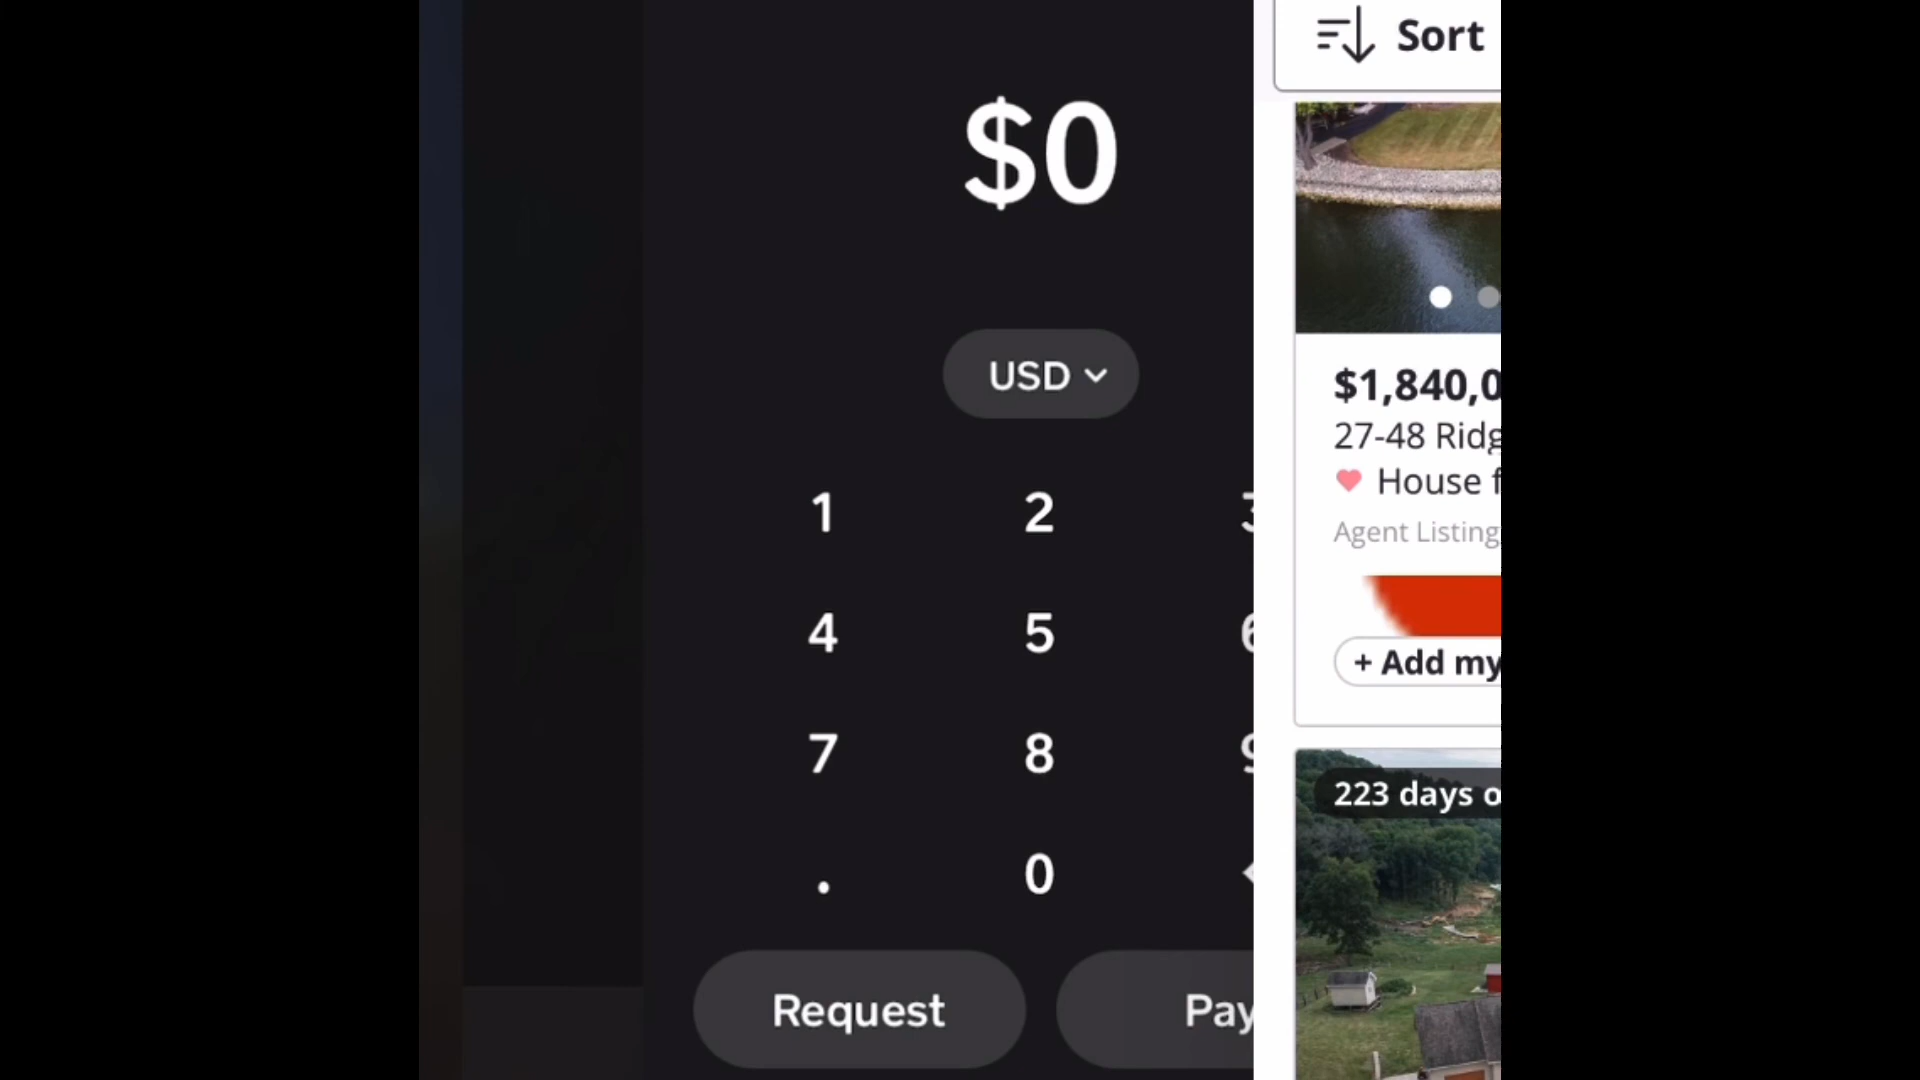 $0
USD
1 2
4 5
7 8
. 0
Request Pay
Sort
$1,840,0
27-48 Ridg
House f
Agent Listing
+ Add my
223 days o